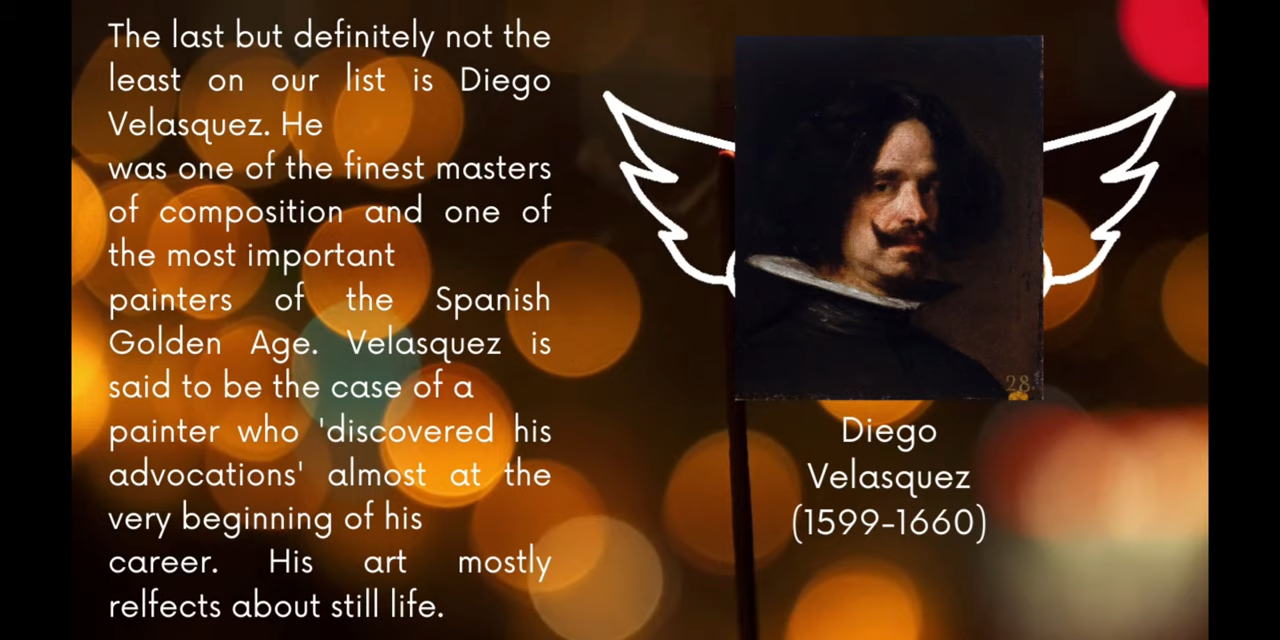 The last but definitely not the
least on our list is Diego
Velasquez. He
was one of the finest masters
of composition and one of
the most important
painters of the Spanish
Golden Age. Velasquez is
said to be the case of a
painter who 'discovered his
advocations' almost at the
very beginning of his
career. His art mostly
relfects about still life.
28.
Diego
Velasquez
(1599-1660)